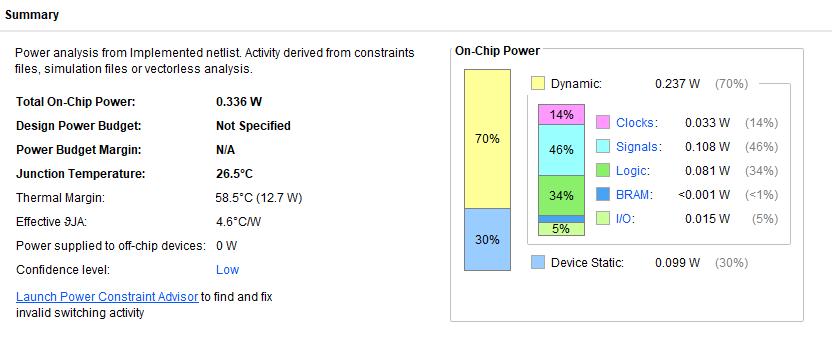 Summary
Power analysis from Implemented netlist. Activity derived from constraints
files, simulation files or vectorless analysis.
Total On-Chip Power: 0.336 W
Design Power Budget: Not Specified
Power Budget Margin: N/A
Junction Temperature: 26.5°C
Thermal Margin: 58.5°C (12.7 W)
Effective ϑJA: 4.6°C/W
Power supplied to off-chip devices: 0 W
Confidence level: Low
Launch Power Constraint Advisor to find and fix
invalid switching activity
On-Chip Power
70%
30%
Dynamic: 0.237 W (70%)
14%
46%
34%
5%
Clocks: 0.033 W (14%)
Signals: 0.108 W (46%)
Logic: 0.081 W (34%)
BRAM: <0.001 W (<1%)
I/O: 0.015 W (5%)
Device Static: 0.099 W (30%)